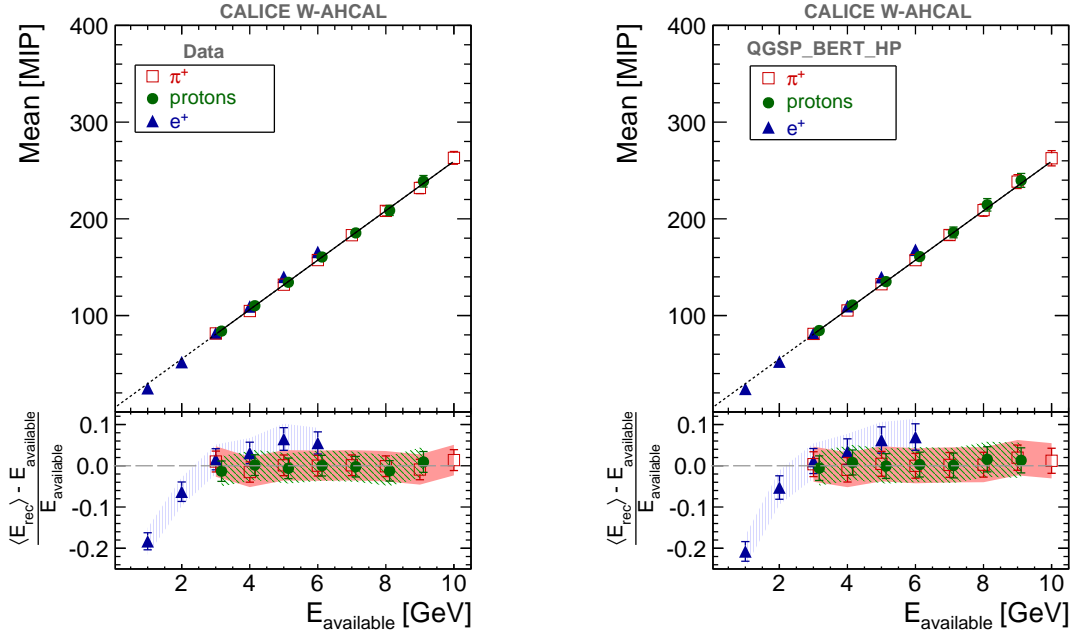 CALICE W-AHCAL
Mean [MIP]
400
300
200
100
Data
π⁺
protons
e⁺
⟨E_rec⟩ - E_available
E_available
0.1
0.0
-0.1
-0.2
2
4
6
8
10
E_available [GeV]
CALICE W-AHCAL
Mean [MIP]
400
300
200
100
QGSP_BERT_HP
π⁺
protons
e⁺
⟨E_rec⟩ - E_available
E_available
0.1
0.0
-0.1
-0.2
2
4
6
8
10
E_available [GeV]